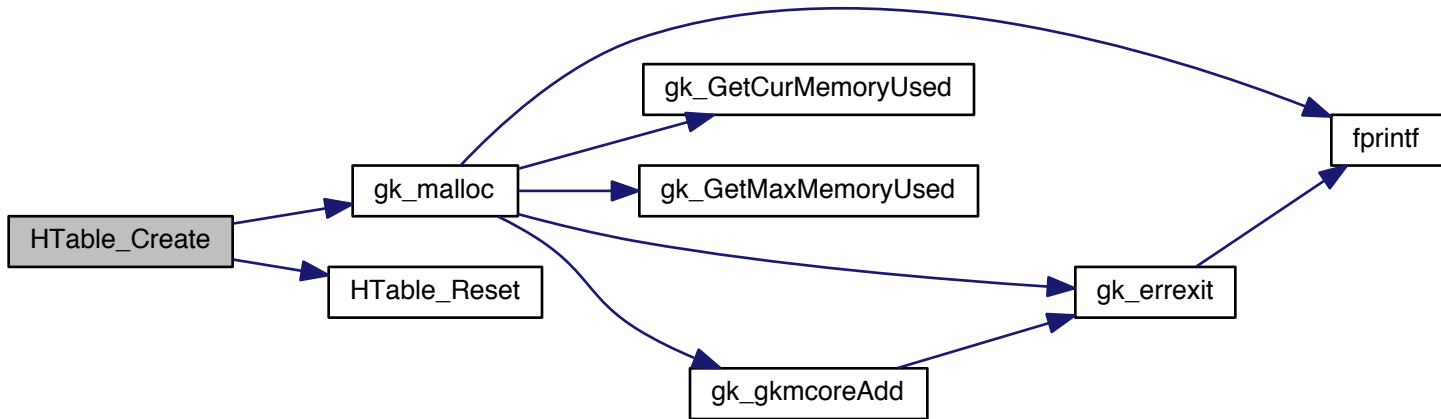 HTable_Create
gk_malloc
HTable_Reset
gk_GetCurMemoryUsed
gk_GetMaxMemoryUsed
gk_gkmcoreAdd
gk_errexit
fprintf